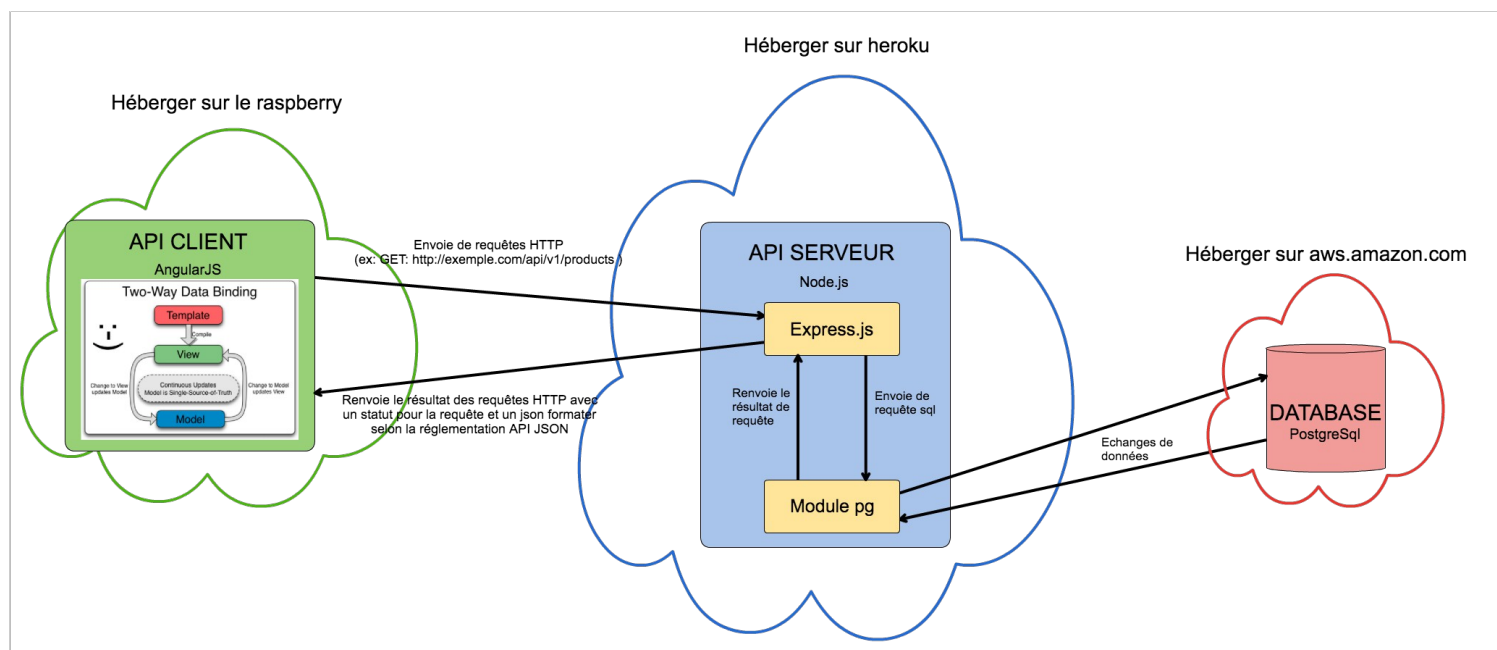 Héberger sur heroku
Héberger sur le raspberry
API CLIENT
AngularJS
Two-Way Data Binding
Template
Compile
View
Change to View
updates Model
Continuous Updates
Model is Single-Source-of-Truth
Change to Model
updates View
Model
Envoie de requêtes HTTP
(ex: GET: http://exemple.com/api/v1/products )
Renvoie le résultat des requêtes HTTP avec
un statut pour la requête et un json formater
selon la réglementation API JSON
API SERVEUR
Node.js
Express.js
Renvoie le
résultat de
requête
Envoie de
requête sql
Module pg
Echanges de
données
Héberger sur aws.amazon.com
DATABASE
PostgreSql